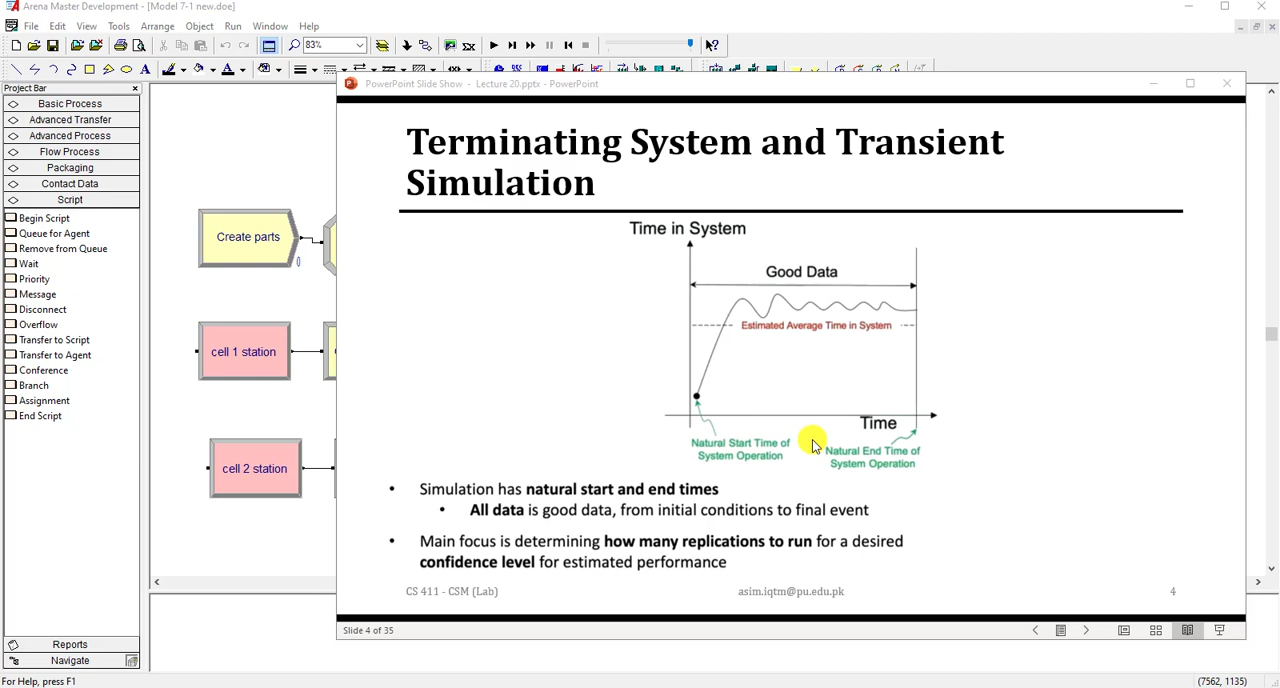 Arena Master Development - [Model 7-1 new.doe]
File Edit View Tools Arrange Object Run Window Help
83%
Project Bar
Basic Process
Advanced Transfer
Advanced Process
Flow Process
Packaging
Contact Data
Script
Begin Script
Queue for Agent
Remove from Queue
Wait
Priority
Message
Disconnect
Overflow
Transfer to Script
Transfer to Agent
Conference
Branch
Assignment
End Script
Reports
Navigate
Create parts
0
cell 1 station
cell 2 station
PowerPoint Slide Show - Lecture 20.pptx - PowerPoint
Terminating System and Transient
Simulation
Time in System
Good Data
Estimated Average Time in System
Time
Natural Start Time of
System Operation
Natural End Time of
System Operation
• Simulation has natural start and end times
• All data is good data, from initial conditions to final event
• Main focus is determining how many replications to run for a desired
confidence level for estimated performance
CS 411 - CSM (Lab) asim.iqtm@pu.edu.pk 4
Slide 4 of 35
For Help, press F1 (7562, 1135)